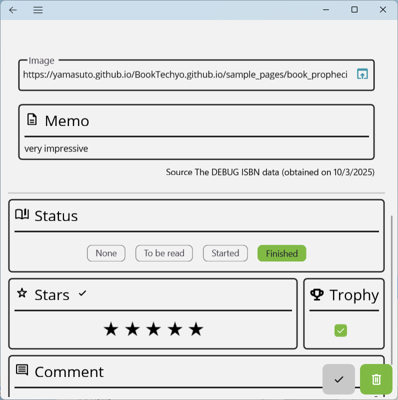 Image
https://yamasuto.github.io/BookTechyo.github.io/sample_pages/book_propheci
Memo
very impressive
Source The DEBUG ISBN data (obtained on 10/3/2025)
Status
None To be read Started Finished
Stars Trophy
Comment